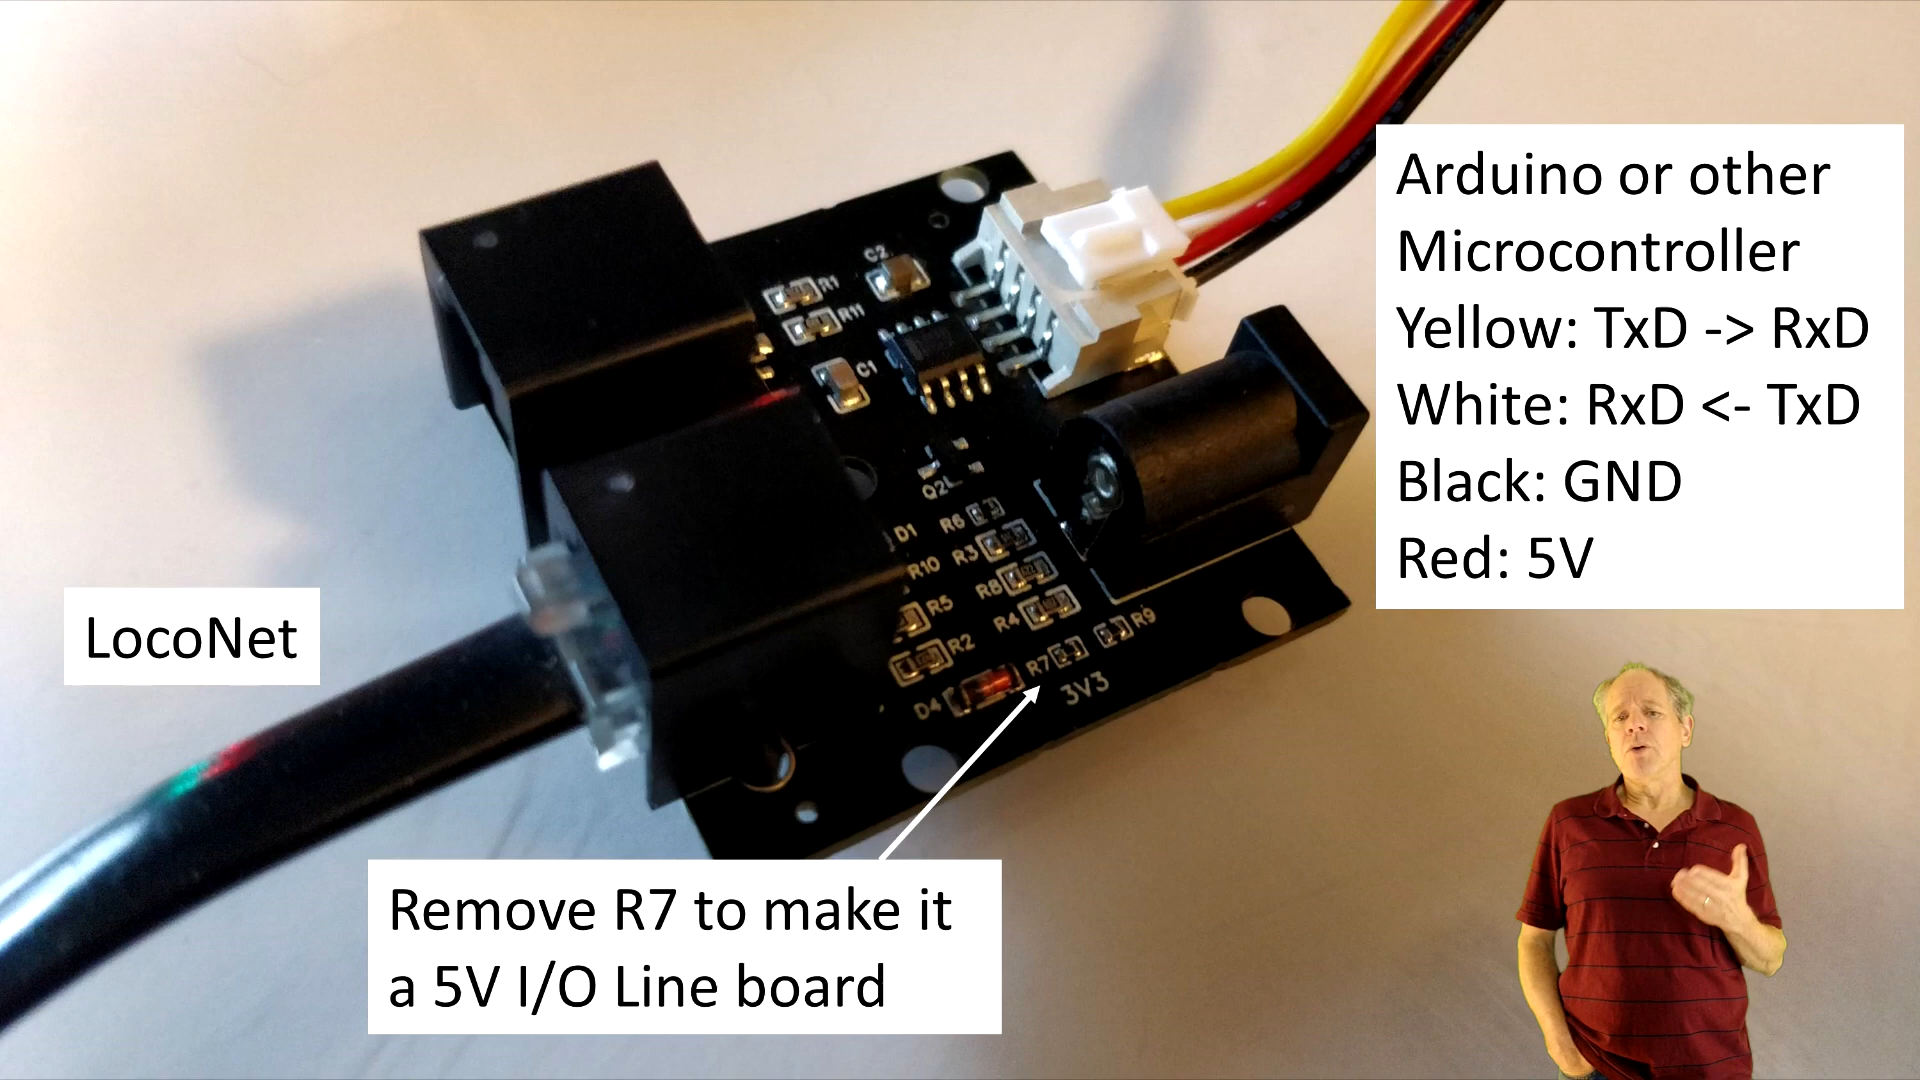 Arduino or other
Microcontroller
Yellow: TxD -> RxD
White: RxD <- TxD
Black: GND
Red: 5V
LocoNet
Remove R7 to make it
a 5V I/O Line board
C2
R1
R11
C1
Q2
D1
R6
R10
R3
R5
R8
R4
R2
R9
R7
D4
3V3